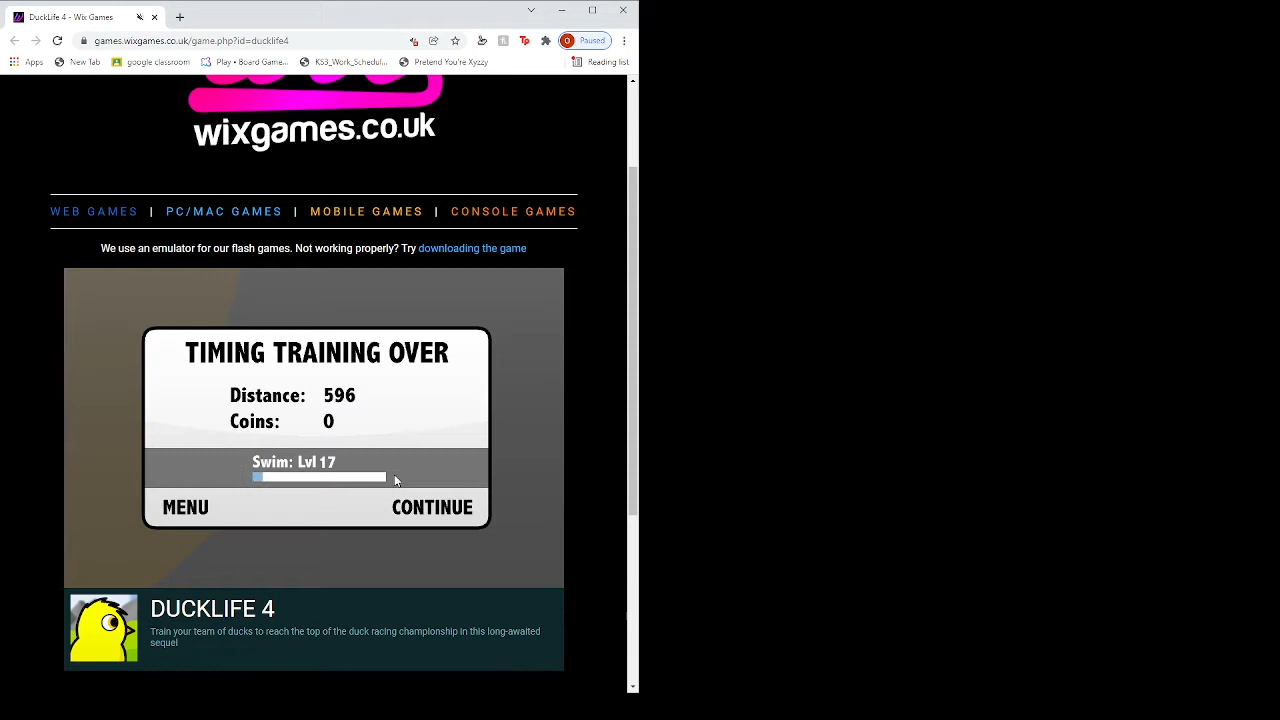 DuckLife 4 - Wix Games
games.wixgames.co.uk/game.php?id=ducklife4
Paused
Apps
New Tab
google classroom
Play • Board Game...
KS3_Work_Schedul...
Pretend You're Xyzzy
Reading list
wixgames.co.uk
WEB GAMES | PC/MAC GAMES | MOBILE GAMES | CONSOLE GAMES
We use an emulator for our flash games. Not working properly? Try downloading the game
TIMING TRAINING OVER
Distance: 596
Coins: 0
Swim: Lvl 17
MENU
CONTINUE
DUCKLIFE 4
Train your team of ducks to reach the top of the duck racing championship in this long-awaited
sequel